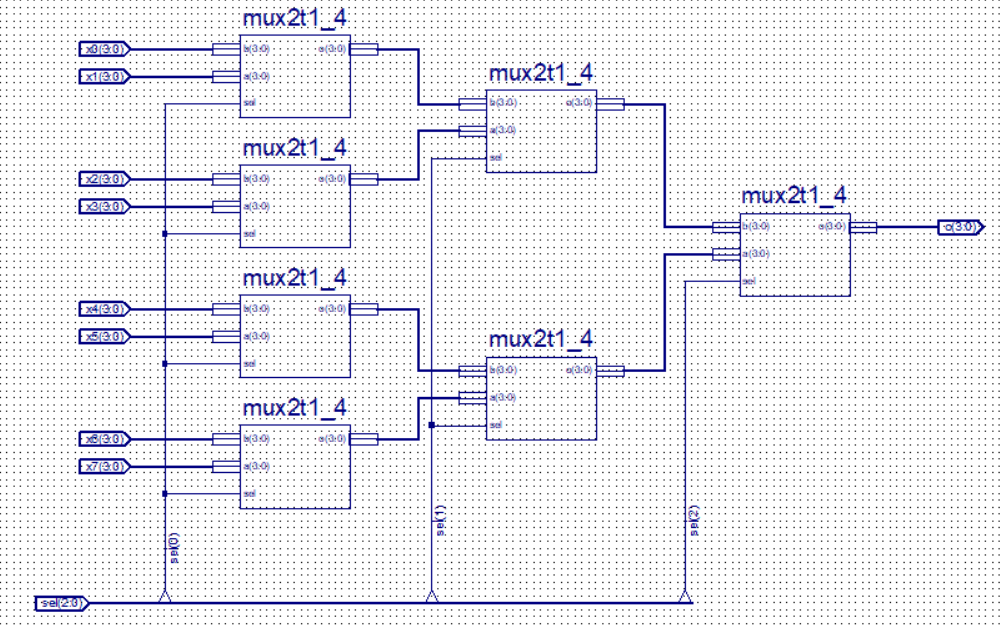 mux2t1_4
x0(3:0) b(3:0) o(3:0)
x1(3:0) a(3:0)
sel
mux2t1_4
b(3:0) o(3:0)
a(3:0)
sel
mux2t1_4
x2(3:0) b(3:0) o(3:0)
x3(3:0) a(3:0)
sel
mux2t1_4
b(3:0) o(3:0)
a(3:0)
sel
o(3:0)
mux2t1_4
x4(3:0) b(3:0) o(3:0)
x5(3:0) a(3:0)
sel
mux2t1_4
b(3:0) o(3:0)
a(3:0)
sel
mux2t1_4
x6(3:0) b(3:0) o(3:0)
x7(3:0) a(3:0)
sel
sel(0)
sel(1)
sel(2)
sel(2:0)